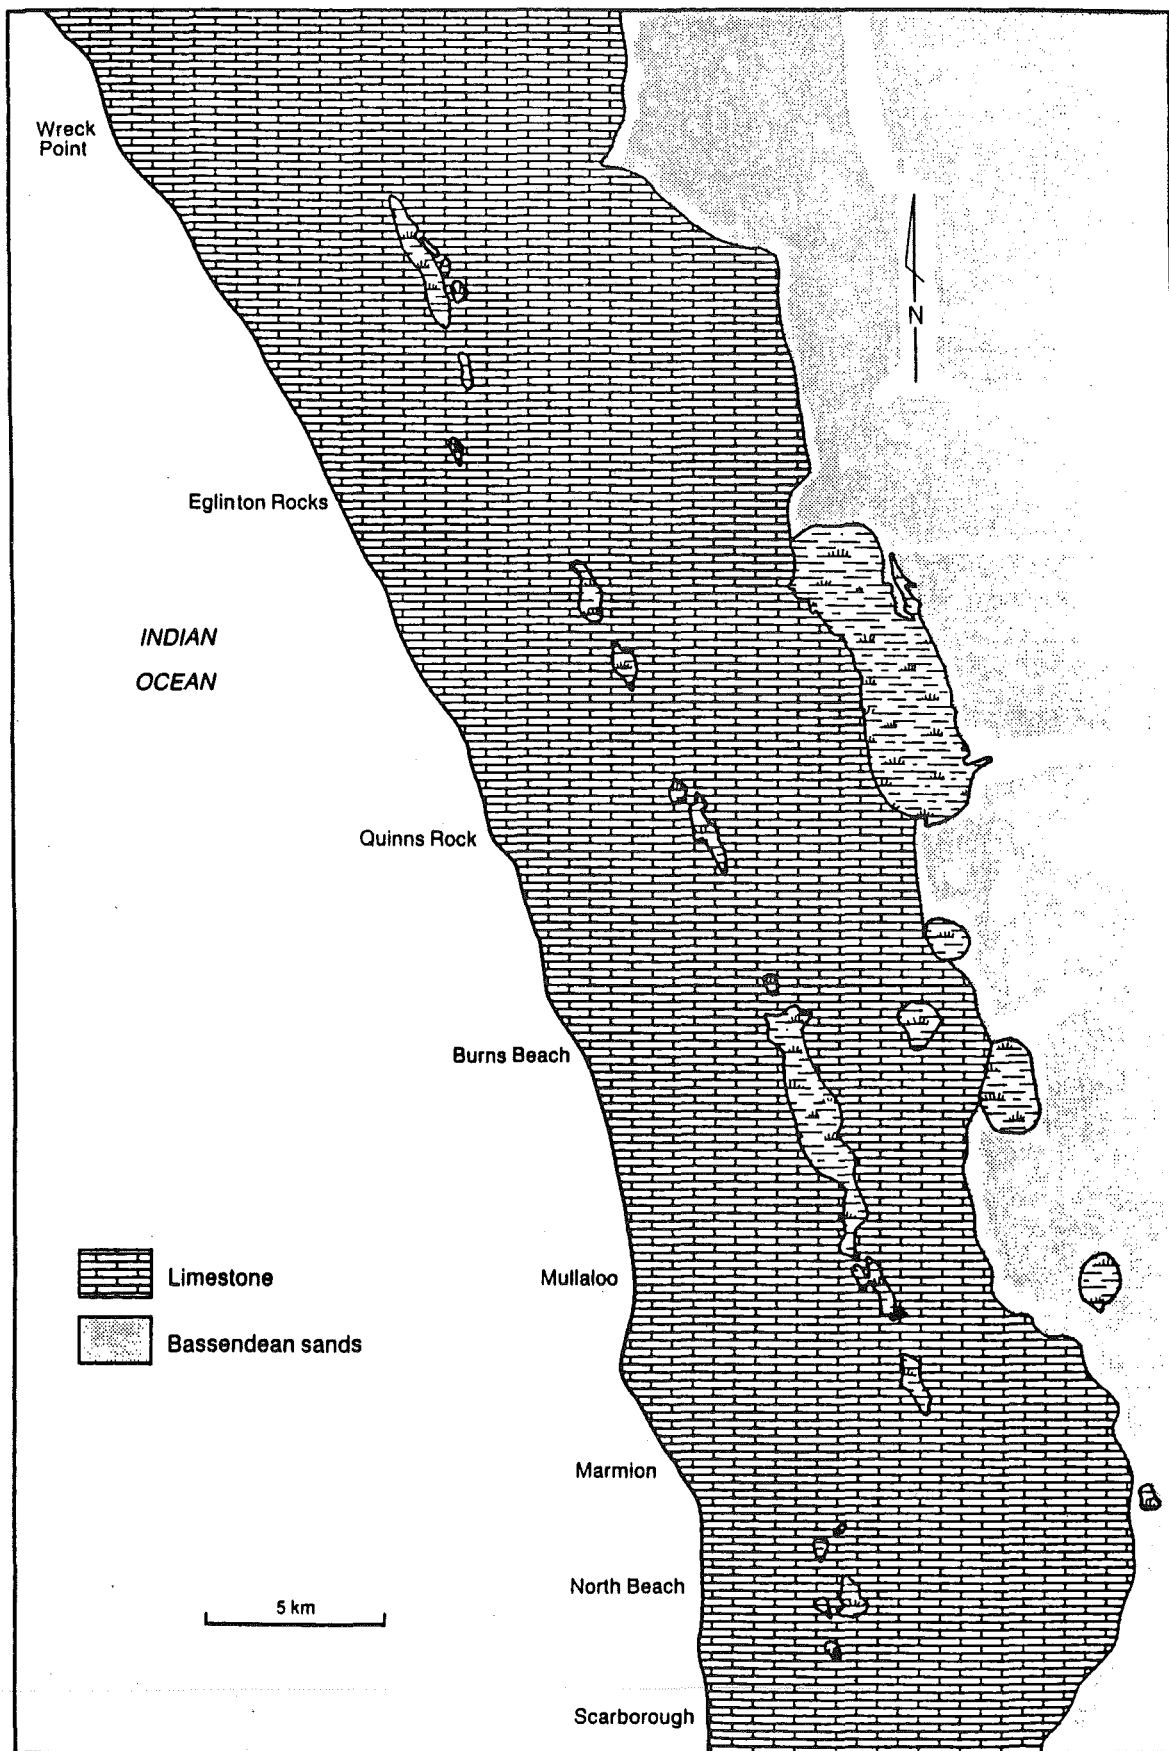 Wreck
Point
N
Eglinton Rocks
INDIAN
OCEAN
Quinns Rock
Burns Beach
Limestone
Mullaloo
Bassendean sands
Marmion
North Beach
5 km
Scarborough